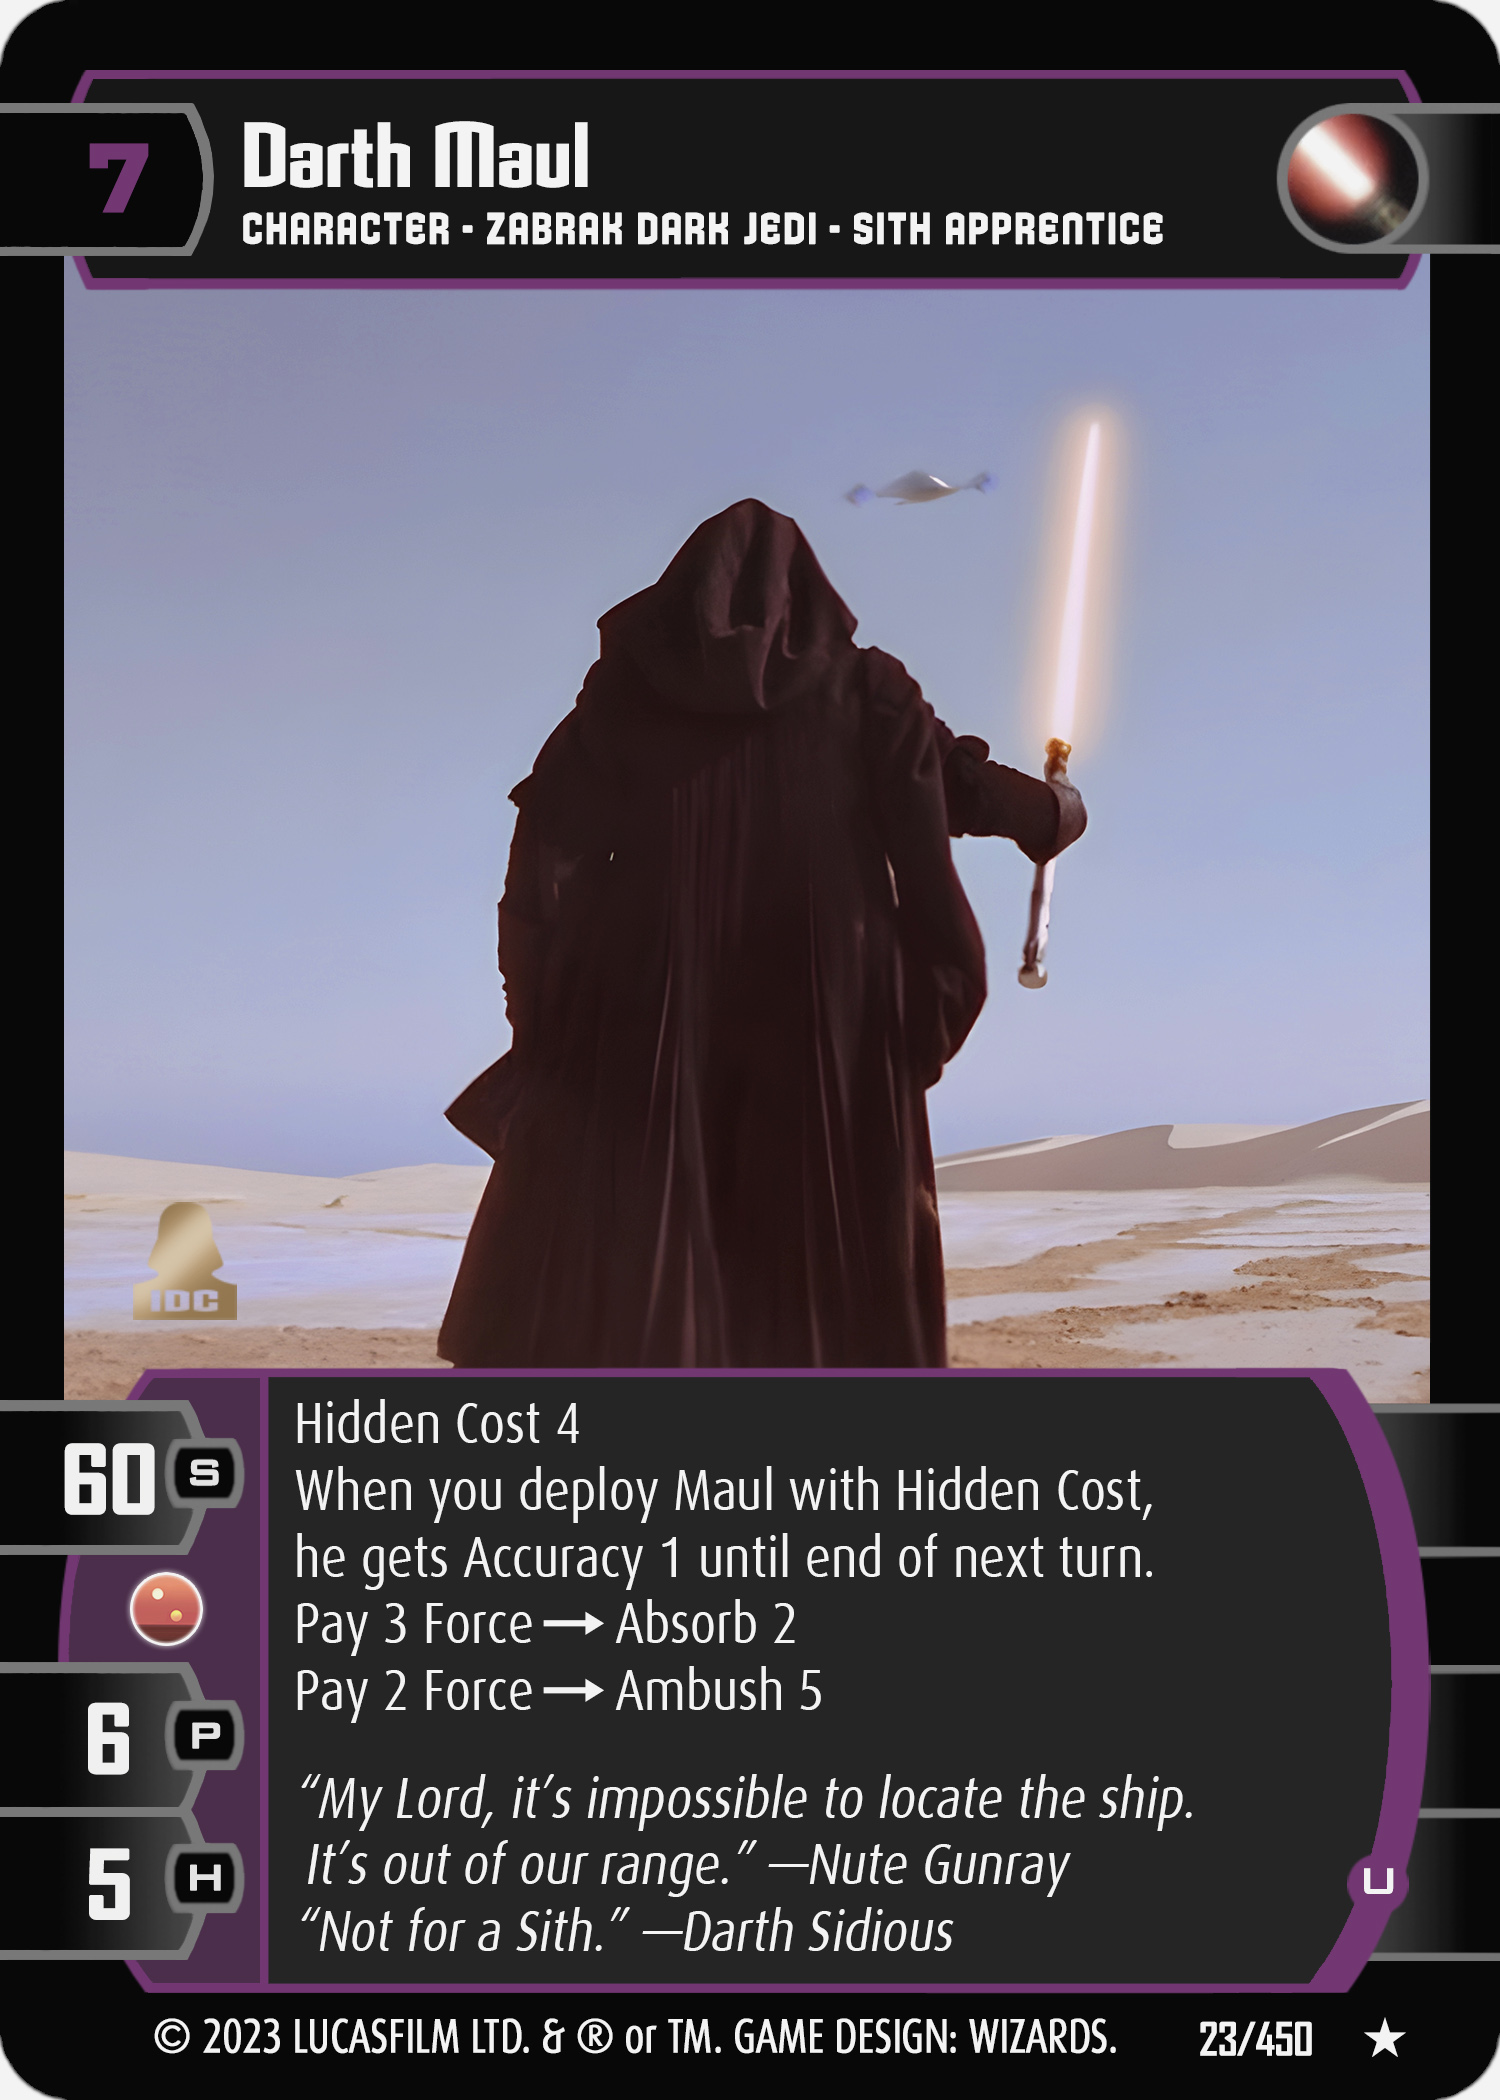 7
Darth Maul
CHARACTER - ZABRAK DARK JEDI - SITH APPRENTICE
IDC
60 S
6 P
5 H
Hidden Cost 4
When you deploy Maul with Hidden Cost,
he gets Accuracy 1 until end of next turn.
Pay 3 Force → Absorb 2
Pay 2 Force → Ambush 5
“My Lord, it’s impossible to locate the ship.
It’s out of our range.” —Nute Gunray
“Not for a Sith.” —Darth Sidious
U
© 2023 LUCASFILM LTD. & ® or TM. GAME DESIGN: WIZARDS. 23/450 ★